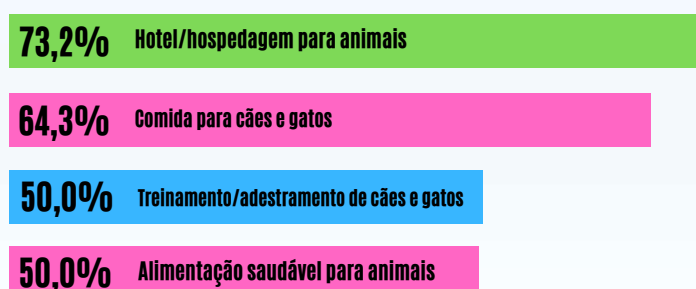 73,2% Hotel/hospedagem para animais
64,3% Comida para cães e gatos
50,0% Treinamento/adestramento de cães e gatos
50,0% Alimentação saudável para animais